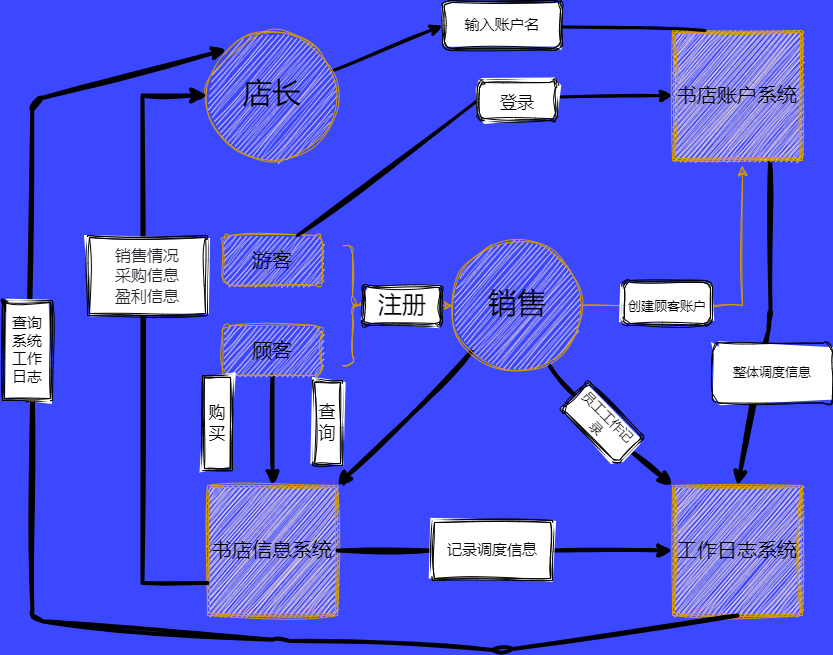 输入账户名
店长
书店账户系统
登录
销售情况
采购信息
盈利信息
游客
注册
销售
创建顾客账户
查询
系统
工作
日志
顾客
整体调度信息
购
买
查
询
员工工作记
录
书店信息系统
记录调度信息
工作日志系统